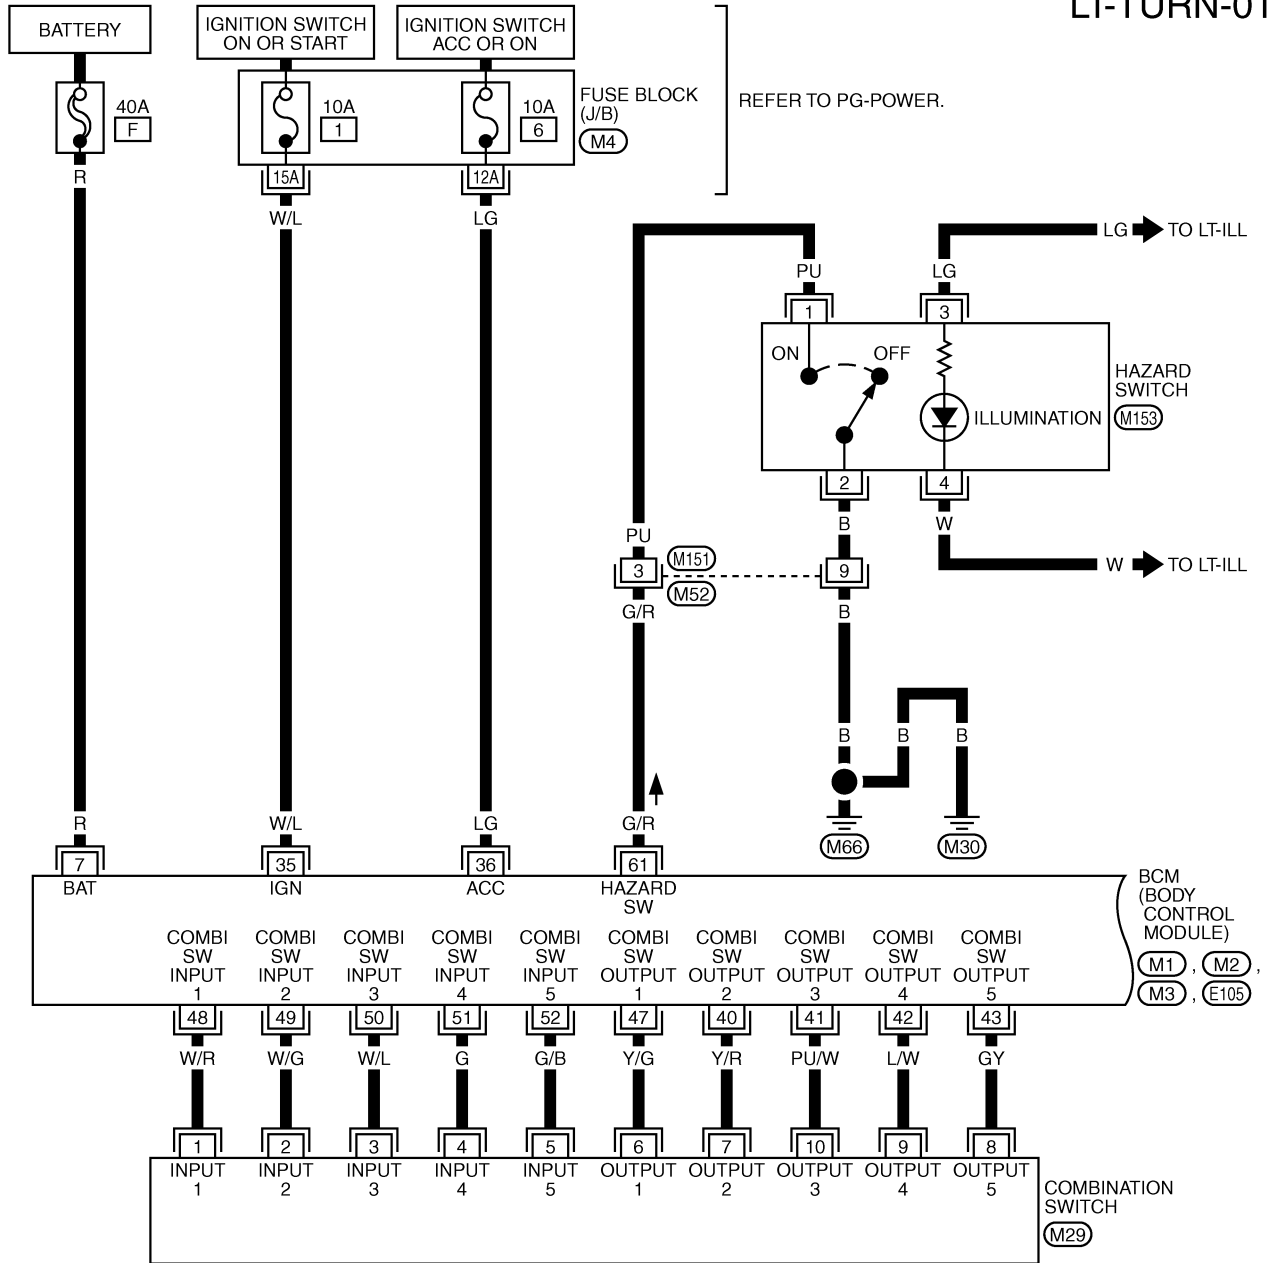 LT-TURN-01
BATTERY
IGNITION SWITCH
ON OR START
IGNITION SWITCH
ACC OR ON
40A
F
10A
1
10A
6
FUSE BLOCK
(J/B)
M4
REFER TO PG-POWER.
R
15A
12A
W/L
LG
PU
LG
LG
TO LT-ILL
1
3
ON
OFF
ILLUMINATION
HAZARD
SWITCH
M153
2
4
B
W
PU
W
TO LT-ILL
3
M151
M52
9
G/R
B
B
B
B
M66
M30
R
W/L
LG
G/R
7
35
36
61
BAT
IGN
ACC
HAZARD
SW
BCM
(BODY
CONTROL
MODULE)
M1 , M2 ,
M3 , E105
COMBI COMBI COMBI COMBI COMBI COMBI COMBI COMBI COMBI COMBI
SW SW SW SW SW SW SW SW SW SW
INPUT INPUT INPUT INPUT INPUT OUTPUT OUTPUT OUTPUT OUTPUT OUTPUT
1 2 3 4 5 1 2 3 4 5
48 49 50 51 52 47 40 41 42 43
W/R W/G W/L G G/B Y/G Y/R PU/W L/W GY
1 2 3 4 5 6 7 10 9 8
INPUT INPUT INPUT INPUT INPUT OUTPUT OUTPUT OUTPUT OUTPUT OUTPUT
1 2 3 4 5 1 2 3 4 5
COMBINATION
SWITCH
M29